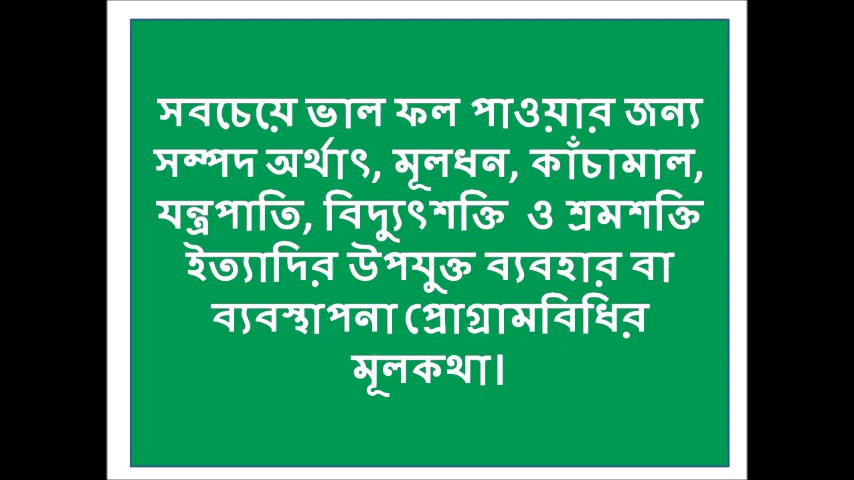 সবচেয়ে ভাল ফল পাওয়ার জন্য
সম্পদ অর্থাৎ, মূলধন, কাঁচামাল,
যন্ত্রপাতি, বিদ্যুৎশক্তি ও শ্রমশক্তি
ইত্যাদির উপযুক্ত ব্যবহার বা
ব্যবস্থাপনা প্রোগ্রামবিধির
মূলকথা।